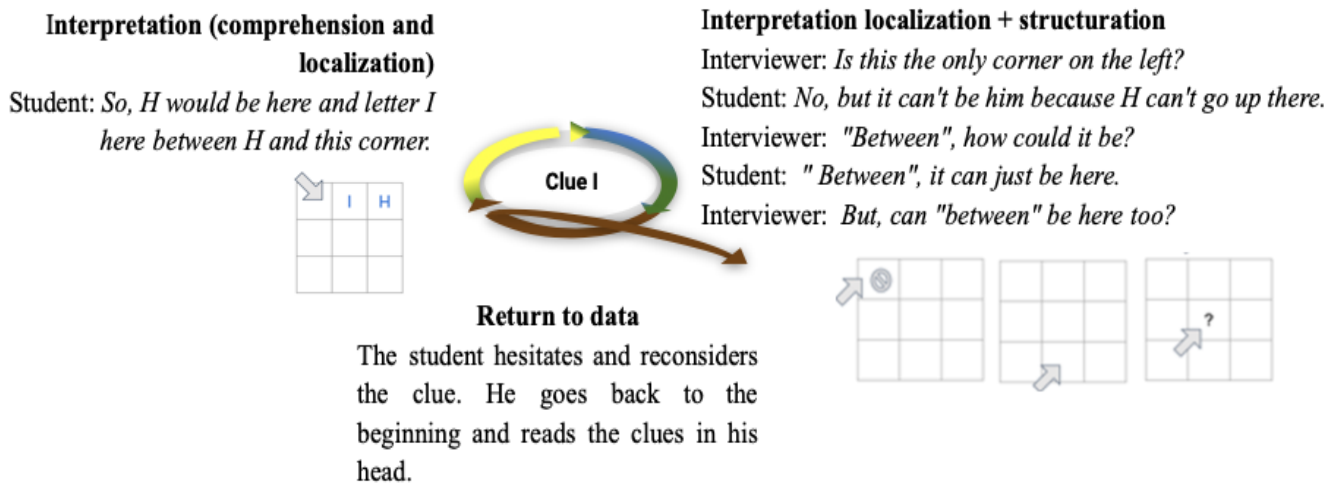 Interpretation (comprehension and
localization)
Student: So, H would be here and letter I
here between H and this corner.
I H
Clue I
Interpretation localization + structuration
Interviewer: Is this the only corner on the left?
Student: No, but it can't be him because H can't go up there.
Interviewer: "Between", how could it be?
Student: " Between", it can just be here.
Interviewer: But, can "between" be here too?
?
Return to data
The student hesitates and reconsiders
the clue. He goes back to the
beginning and reads the clues in his
head.